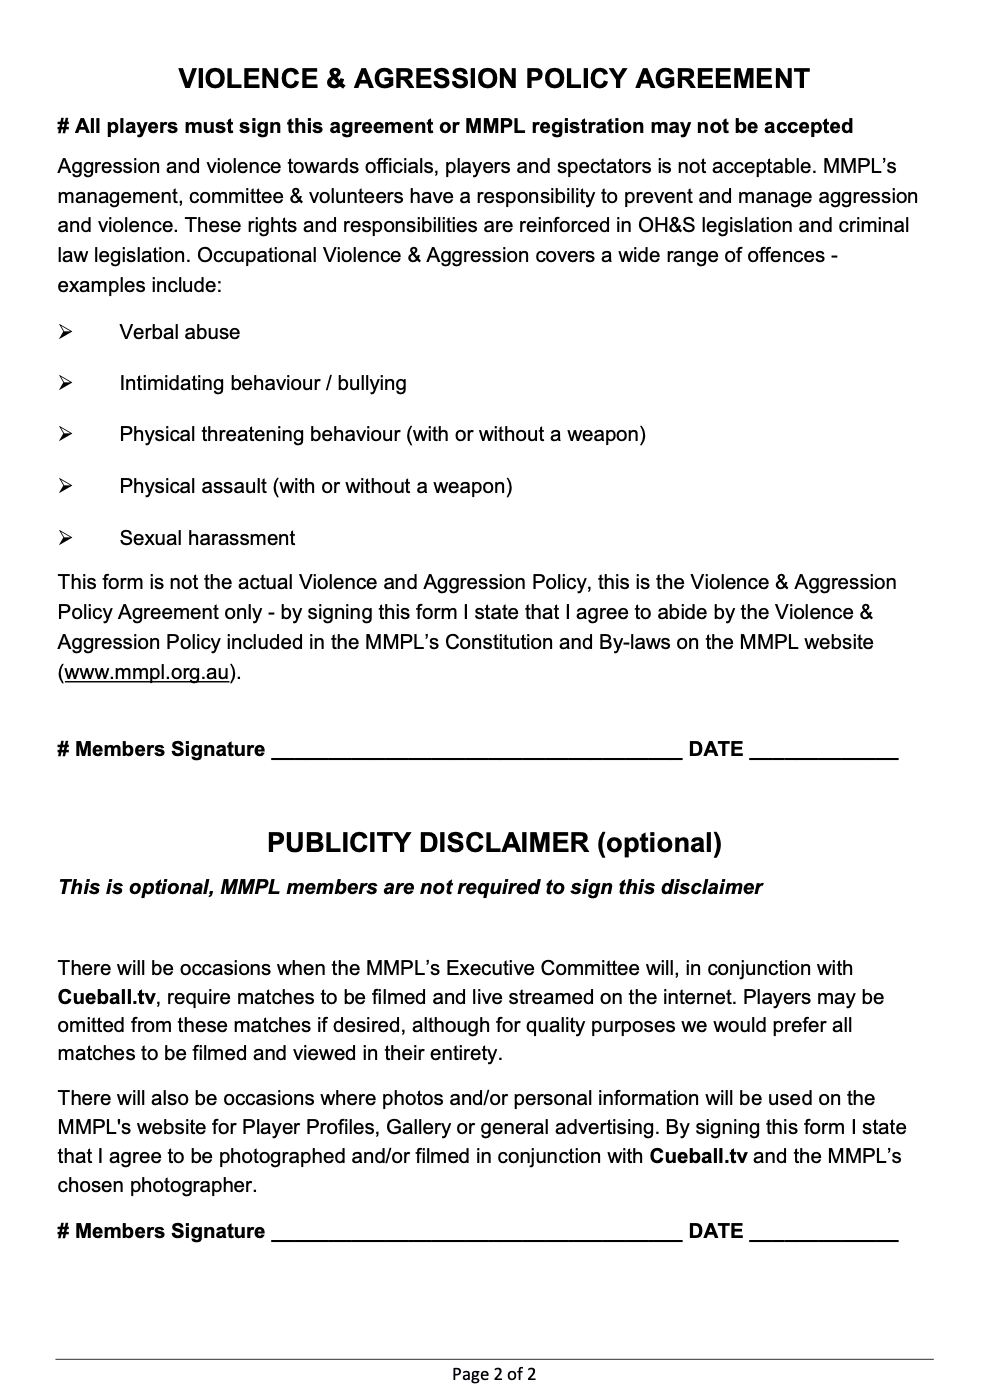 VIOLENCE & AGRESSION POLICY AGREEMENT
# All players must sign this agreement or MMPL registration may not be accepted
Aggression and violence towards officials, players and spectators is not acceptable. MMPL’s
management, committee & volunteers have a responsibility to prevent and manage aggression
and violence. These rights and responsibilities are reinforced in OH&S legislation and criminal
law legislation. Occupational Violence & Aggression covers a wide range of offences -
examples include:
➢ Verbal abuse
➢ Intimidating behaviour / bullying
➢ Physical threatening behaviour (with or without a weapon)
➢ Physical assault (with or without a weapon)
➢ Sexual harassment
This form is not the actual Violence and Aggression Policy, this is the Violence & Aggression
Policy Agreement only - by signing this form I state that I agree to abide by the Violence &
Aggression Policy included in the MMPL’s Constitution and By-laws on the MMPL website
(www.mmpl.org.au).
# Members Signature ____________________________________ DATE _____________
PUBLICITY DISCLAIMER (optional)
This is optional, MMPL members are not required to sign this disclaimer
There will be occasions when the MMPL’s Executive Committee will, in conjunction with
Cueball.tv, require matches to be filmed and live streamed on the internet. Players may be
omitted from these matches if desired, although for quality purposes we would prefer all
matches to be filmed and viewed in their entirety.
There will also be occasions where photos and/or personal information will be used on the
MMPL's website for Player Profiles, Gallery or general advertising. By signing this form I state
that I agree to be photographed and/or filmed in conjunction with Cueball.tv and the MMPL’s
chosen photographer.
# Members Signature ____________________________________ DATE _____________
Page 2 of 2